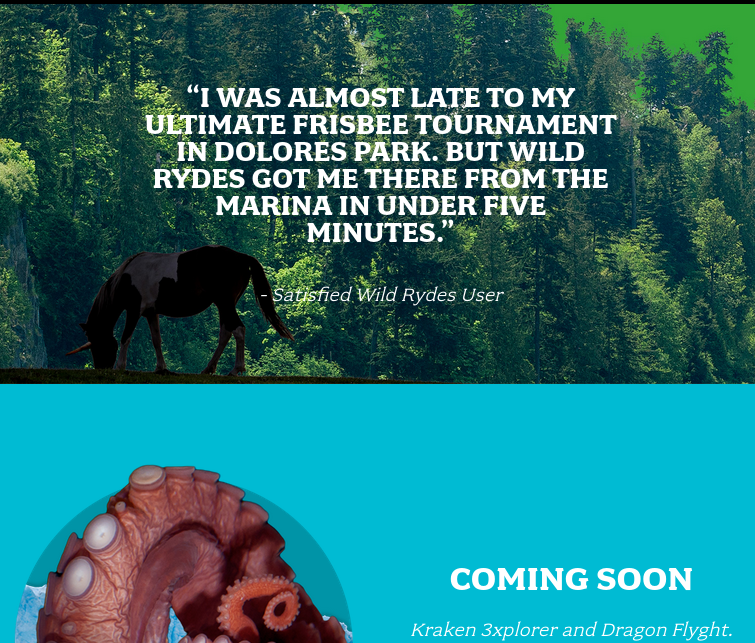 “I WAS ALMOST LATE TO MY
ULTIMATE FRISBEE TOURNAMENT
IN DOLORES PARK. BUT WILD
RYDES GOT ME THERE FROM THE
MARINA IN UNDER FIVE
MINUTES.”
- Satisfied Wild Rydes User
COMING SOON
Kraken 3xplorer and Dragon Flyght.